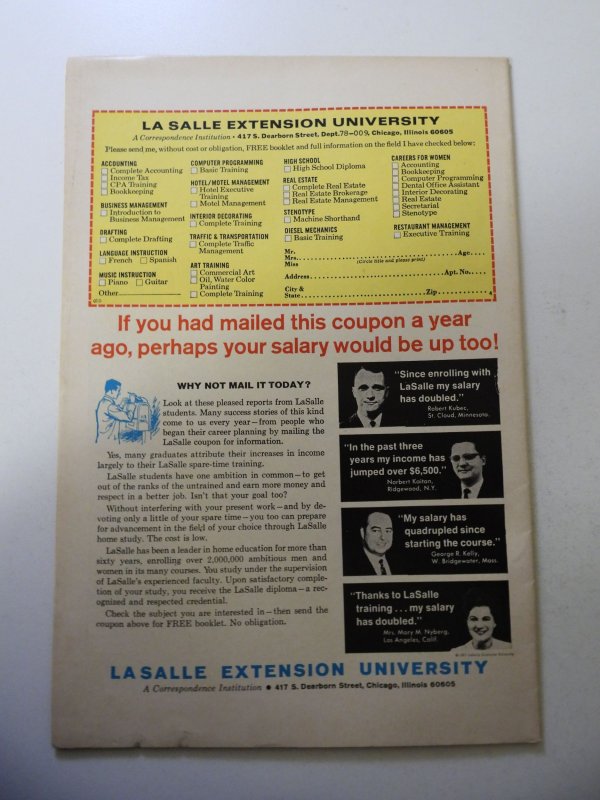 LA SALLE EXTENSION UNIVERSITY
A Correspondence Institution • 417 S. Dearborn Street, Dept. 78-009, Chicago, Illinois 60605
Please send me, without cost or obligation, FREE booklet and full information on the field I have checked below:
ACCOUNTING
Complete Accounting
Income Tax
CPA Training
Bookkeeping
BUSINESS MANAGEMENT
Introduction to
Business Management
DRAFTING
Complete Drafting
LANGUAGE INSTRUCTION
French Spanish
MUSIC INSTRUCTION
Piano Guitar
Other
COMPUTER PROGRAMMING
Basic Training
HOTEL/MOTEL MANAGEMENT
Hotel Executive
Training
Motel Management
INTERIOR DECORATING
Complete Training
TRAFFIC & TRANSPORTATION
Complete Traffic
Management
ART TRAINING
Commercial Art
Oil, Water Color
Painting
Complete Training
HIGH SCHOOL
High School Diploma
REAL ESTATE
Complete Real Estate
Real Estate Brokerage
Real Estate Management
STENOTYPE
Machine Shorthand
DIESEL MECHANICS
Basic Training
CAREERS FOR WOMEN
Accounting
Bookkeeping
Computer Programming
Dental Office Assistant
Interior Decorating
Real Estate
Secretarial
Stenotype
RESTAURANT MANAGEMENT
Executive Training
Mr.
Mrs. Age
Miss (Circle title and please print)
Address Apt. No.
City &
State Zip
If you had mailed this coupon a year
ago, perhaps your salary would be up too!
WHY NOT MAIL IT TODAY?
Look at these pleased reports from LaSalle
students. Many success stories of this kind
come to us every year—from people who
began their career planning by mailing the
LaSalle coupon for information.
Yes, many graduates attribute their increases in income
largely to their LaSalle spare-time training.
LaSalle students have one ambition in common—to get
out of the ranks of the untrained and earn more money and
respect in a better job. Isn't that your goal too?
Without interfering with your present work—and by de-
voting only a little of your spare time—you too can prepare
for advancement in the field of your choice through LaSalle
home study. The cost is low.
LaSalle has been a leader in home education for more than
sixty years, enrolling over 2,000,000 ambitious men and
women in its many courses. You study under the supervision
of LaSalle's experienced faculty. Upon satisfactory comple-
tion of your study, you receive the LaSalle diploma—a rec-
ognized and respected credential.
Check the subject you are interested in—then send the
coupon above for FREE booklet. No obligation.
"Since enrolling with
LaSalle my salary
has doubled."
Robert Kubec,
St. Cloud, Minnesota.
"In the past three
years my income has
jumped over $6,500."
Norbert Kaitan,
Ridgewood, N.Y.
"My salary has
quadrupled since
starting the course."
George R. Kelly,
W. Bridgewater, Mass.
"Thanks to LaSalle
training . . . my salary
has doubled."
Mrs. Mary M. Nyberg,
Los Angeles, Calif.
LASALLE EXTENSION UNIVERSITY
A Correspondence Institution • 417 S. Dearborn Street, Chicago, Illinois 60605